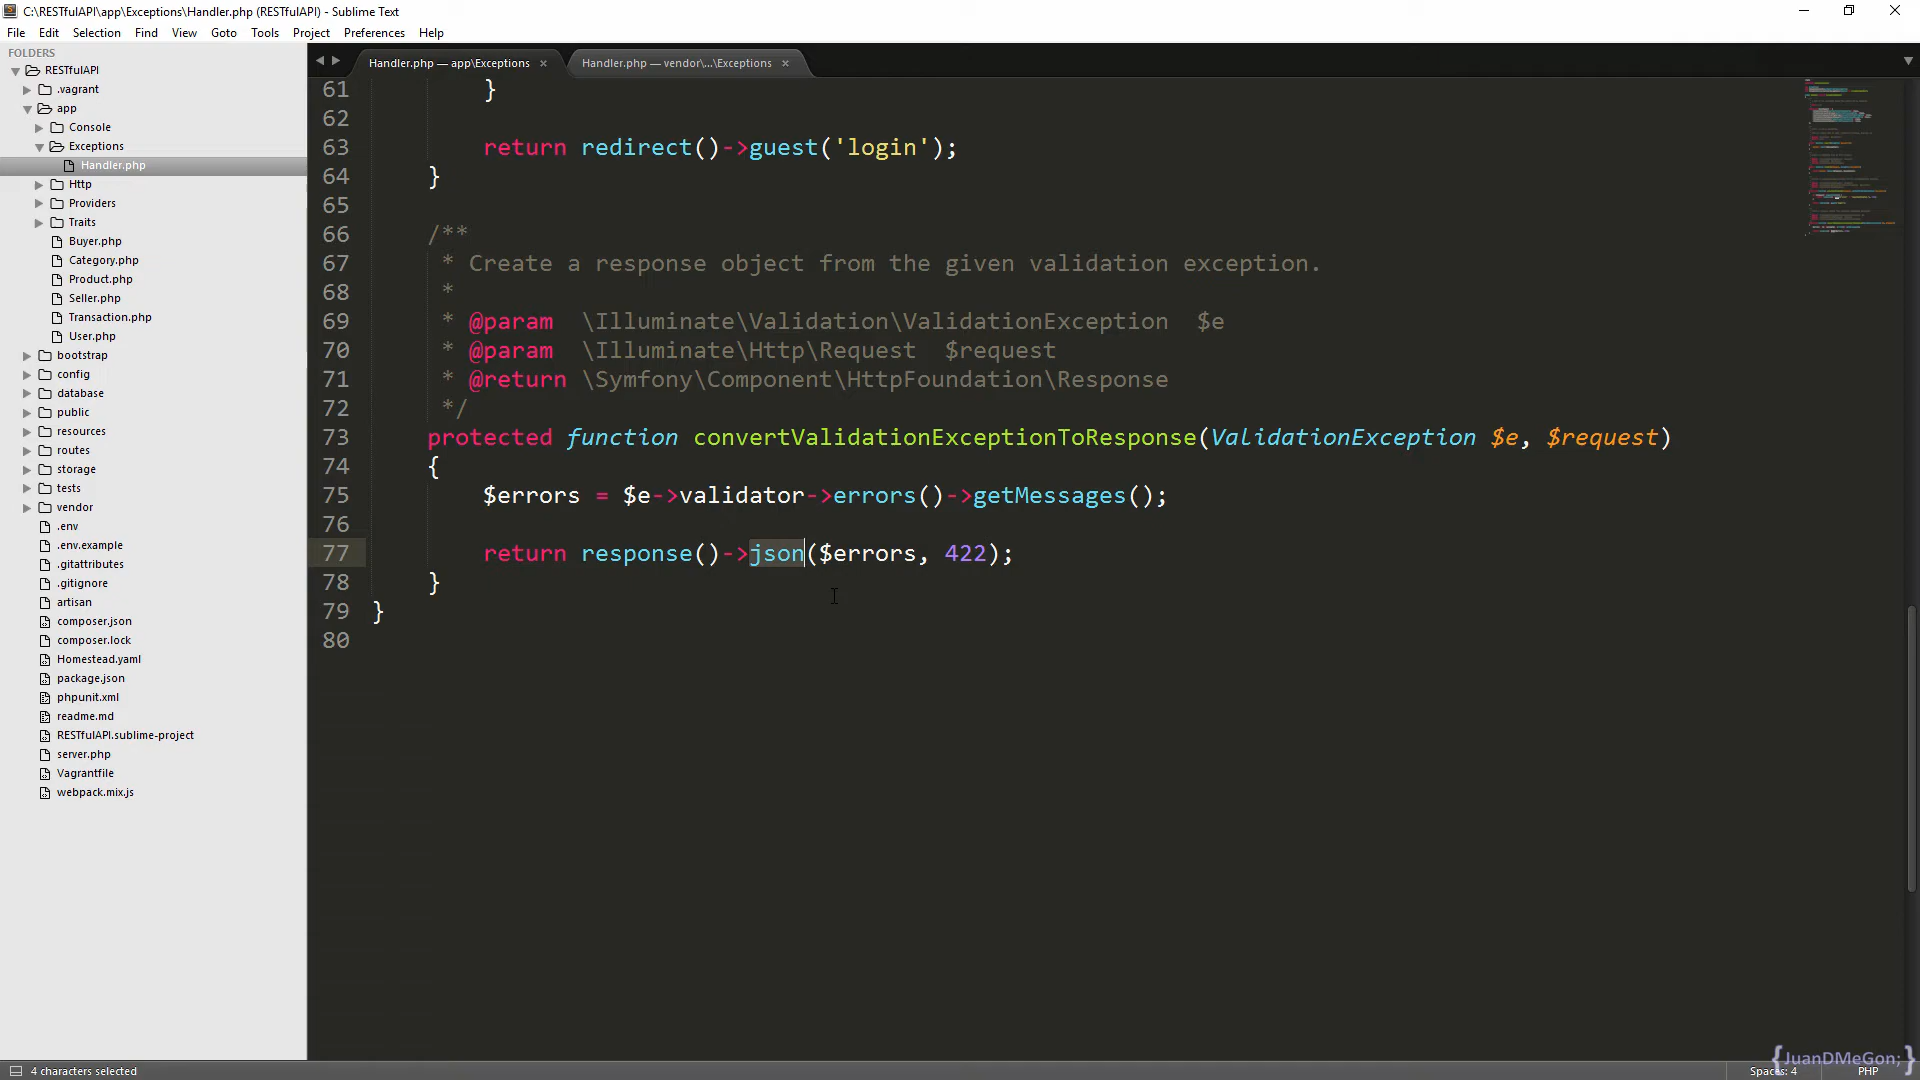 C:\RESTfulAPI\app\Exceptions\Handler.php (RESTfulAPI) - Sublime Text
File Edit Selection Find View Goto Tools Project Preferences Help
FOLDERS
RESTfulAPI
.vagrant
app
Console
Exceptions
Handler.php
Http
Providers
Traits
Buyer.php
Category.php
Product.php
Seller.php
Transaction.php
User.php
bootstrap
config
database
public
resources
routes
storage
tests
vendor
.env
.env.example
.gitattributes
.gitignore
artisan
composer.json
composer.lock
Homestead.yaml
package.json
phpunit.xml
readme.md
RESTfulAPI.sublime-project
server.php
Vagrantfile
webpack.mix.js
Handler.php — app\Exceptions × Handler.php — vendor\...\Exceptions ×
61 }
62
63 return redirect()->guest('login');
64 }
65
66 /**
67 * Create a response object from the given validation exception.
68 *
69 * @param \Illuminate\Validation\ValidationException $e
70 * @param \Illuminate\Http\Request $request
71 * @return \Symfony\Component\HttpFoundation\Response
72 */
73 protected function convertValidationExceptionToResponse(ValidationException $e, $request)
74 {
75 $errors = $e->validator->errors()->getMessages();
76
77 return response()->json($errors, 422);
78 }
79 }
80
4 characters selected
{JuanDMeGon;}
Spaces: 4 PHP